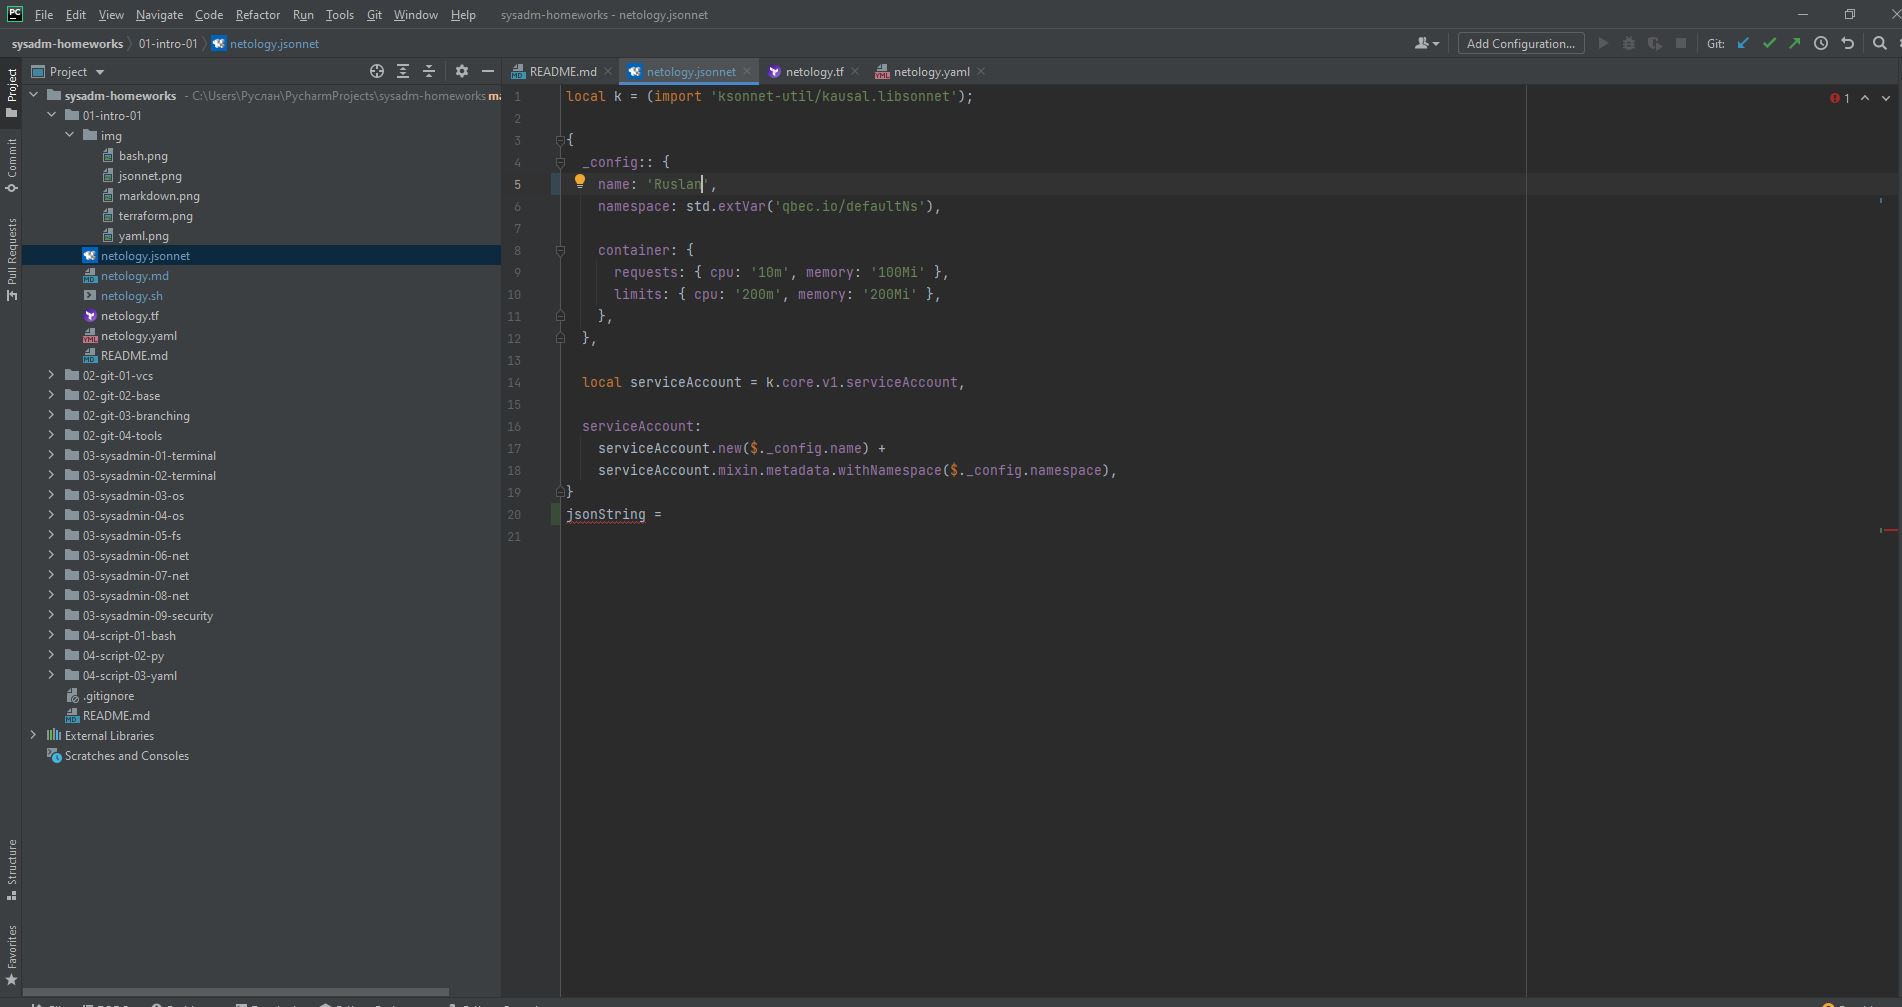 PC File Edit View Navigate Code Refactor Run Tools Git Window Help sysadm-homeworks - netology.jsonnet
sysadm-homeworks 01-intro-01 netology.jsonnet Add Configuration... Git:
Project
README.md netology.jsonnet netology.tf netology.yaml
Project
Commit
Pull Requests
Structure
Favorites
sysadm-homeworks - C:\Users\Руслан\PycharmProjects\sysadm-homeworks
01-intro-01
img
bash.png
jsonnet.png
markdown.png
terraform.png
yaml.png
netology.jsonnet
netology.md
netology.sh
netology.tf
netology.yaml
README.md
02-git-01-vcs
02-git-02-base
02-git-03-branching
02-git-04-tools
03-sysadmin-01-terminal
03-sysadmin-02-terminal
03-sysadmin-03-os
03-sysadmin-04-os
03-sysadmin-05-fs
03-sysadmin-06-net
03-sysadmin-07-net
03-sysadmin-08-net
03-sysadmin-09-security
04-script-01-bash
04-script-02-py
04-script-03-yaml
.gitignore
README.md
External Libraries
Scratches and Consoles
1 local k = (import 'ksonnet-util/kausal.libsonnet');
2
3 {
4 _config:: {
5 name: 'Ruslan',
6 namespace: std.extVar('qbec.io/defaultNs'),
7
8 container: {
9 requests: { cpu: '10m', memory: '100Mi' },
10 limits: { cpu: '200m', memory: '200Mi' },
11 },
12 },
13
14 local serviceAccount = k.core.v1.serviceAccount,
15
16 serviceAccount:
17 serviceAccount.new($._config.name) +
18 serviceAccount.mixin.metadata.withNamespace($._config.namespace),
19 }
20 jsonString =
21
1